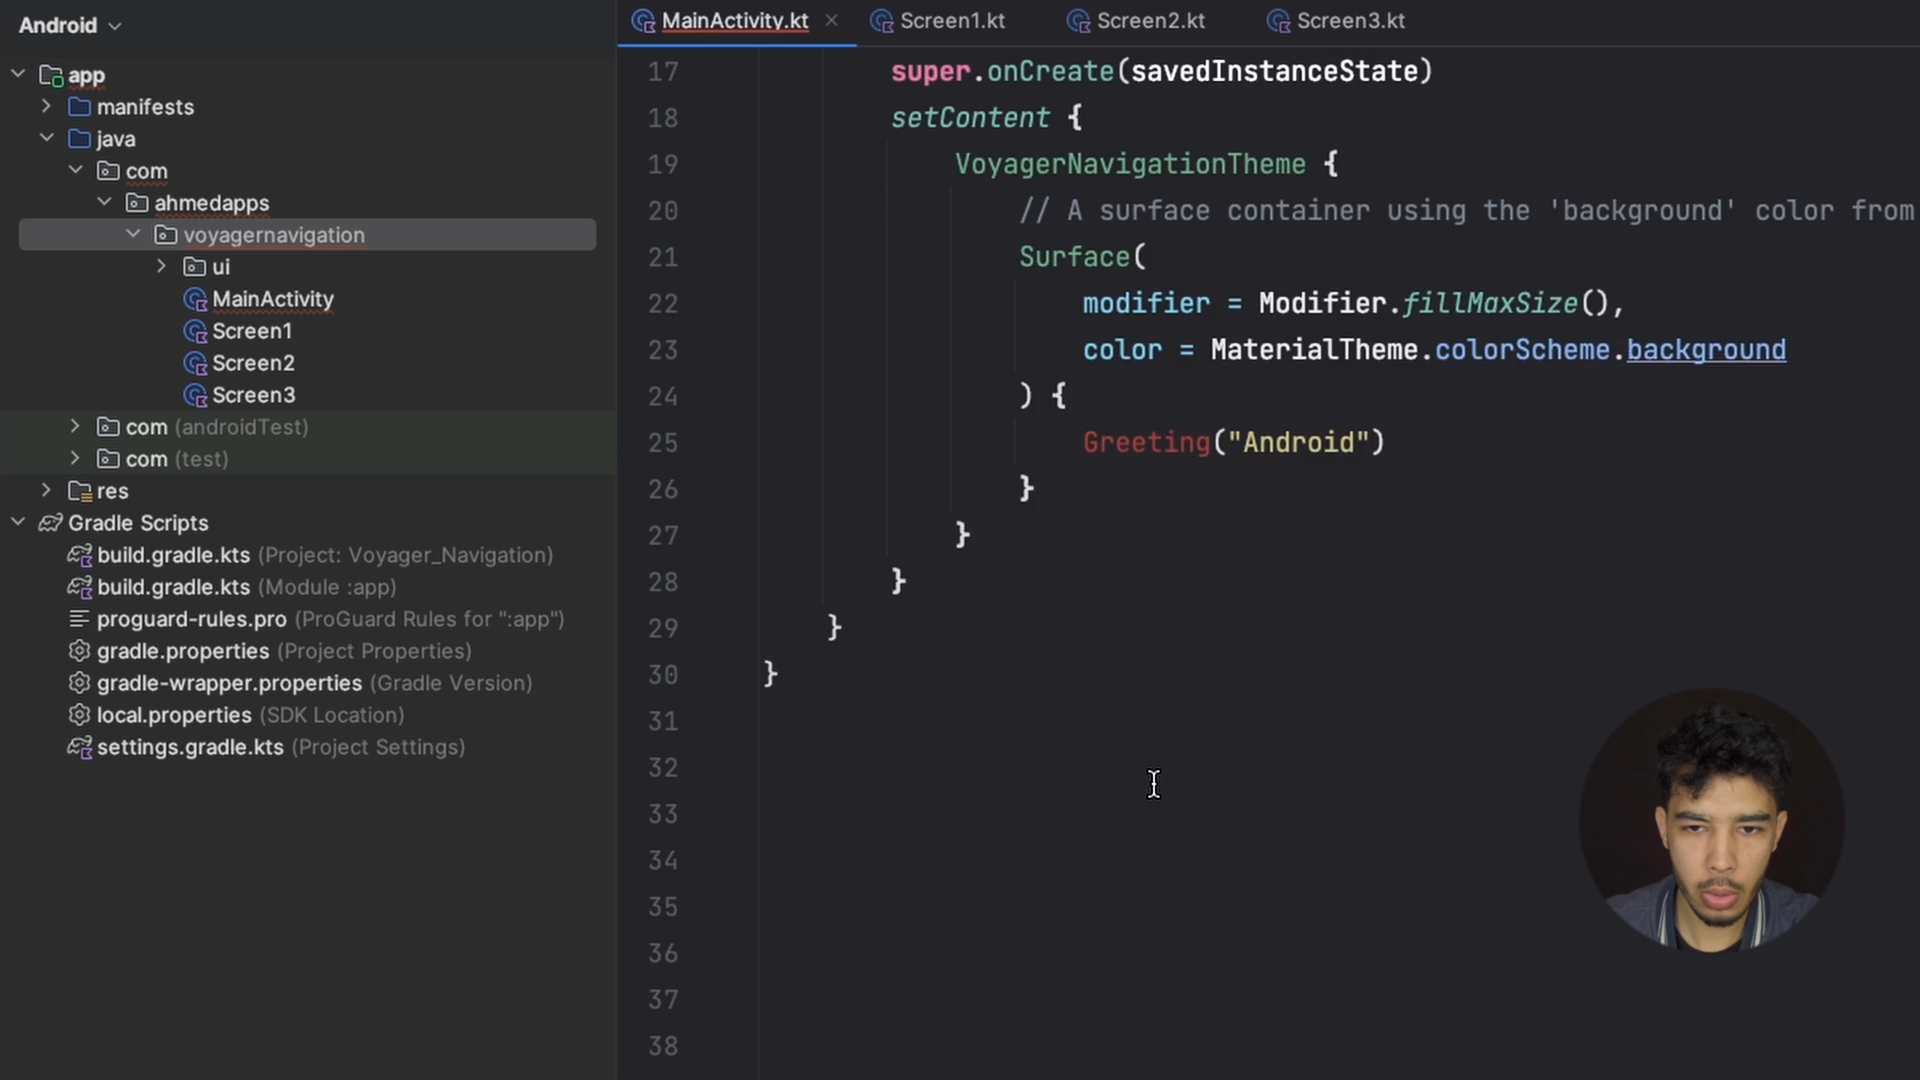 Android
app
manifests
java
com
ahmedapps
voyagernavigation
ui
MainActivity
Screen1
Screen2
Screen3
com (androidTest)
com (test)
res
Gradle Scripts
build.gradle.kts (Project: Voyager_Navigation)
build.gradle.kts (Module :app)
proguard-rules.pro (ProGuard Rules for ":app")
gradle.properties (Project Properties)
gradle-wrapper.properties (Gradle Version)
local.properties (SDK Location)
settings.gradle.kts (Project Settings)
MainActivity.kt Screen1.kt Screen2.kt Screen3.kt
17 super.onCreate(savedInstanceState)
18 setContent {
19 VoyagerNavigationTheme {
20 // A surface container using the 'background' color from
21 Surface(
22 modifier = Modifier.fillMaxSize(),
23 color = MaterialTheme.colorScheme.background
24 ) {
25 Greeting("Android")
26 }
27 }
28 }
29 }
30 }
31
32
33
34
35
36
37
38